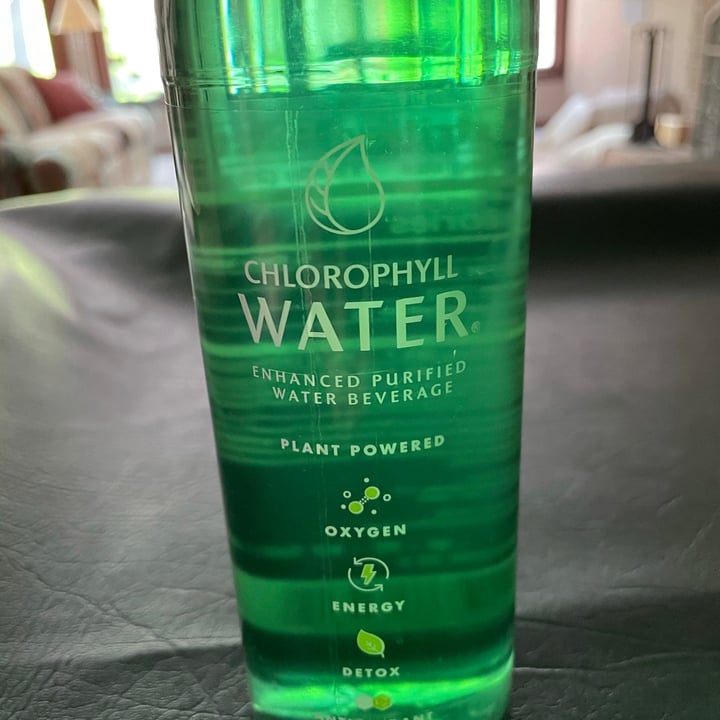 CHLOROPHYLL
WATER®
ENHANCED PURIFIED
WATER BEVERAGE
PLANT POWERED
OXYGEN
ENERGY
DETOX